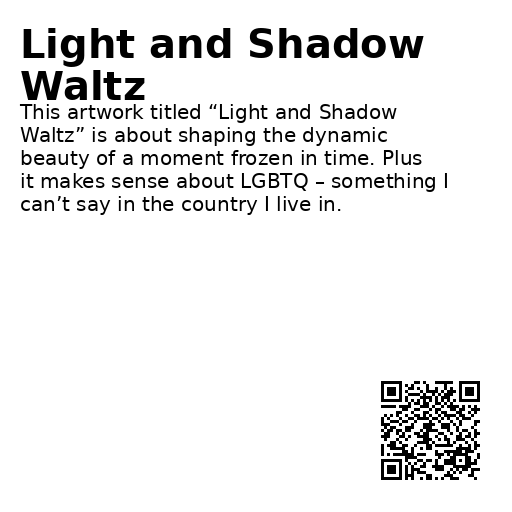 Light and Shadow
Waltz
This artwork titled “Light and Shadow
Waltz” is about shaping the dynamic
beauty of a moment frozen in time. Plus
it makes sense about LGBTQ – something I
can’t say in the country I live in.